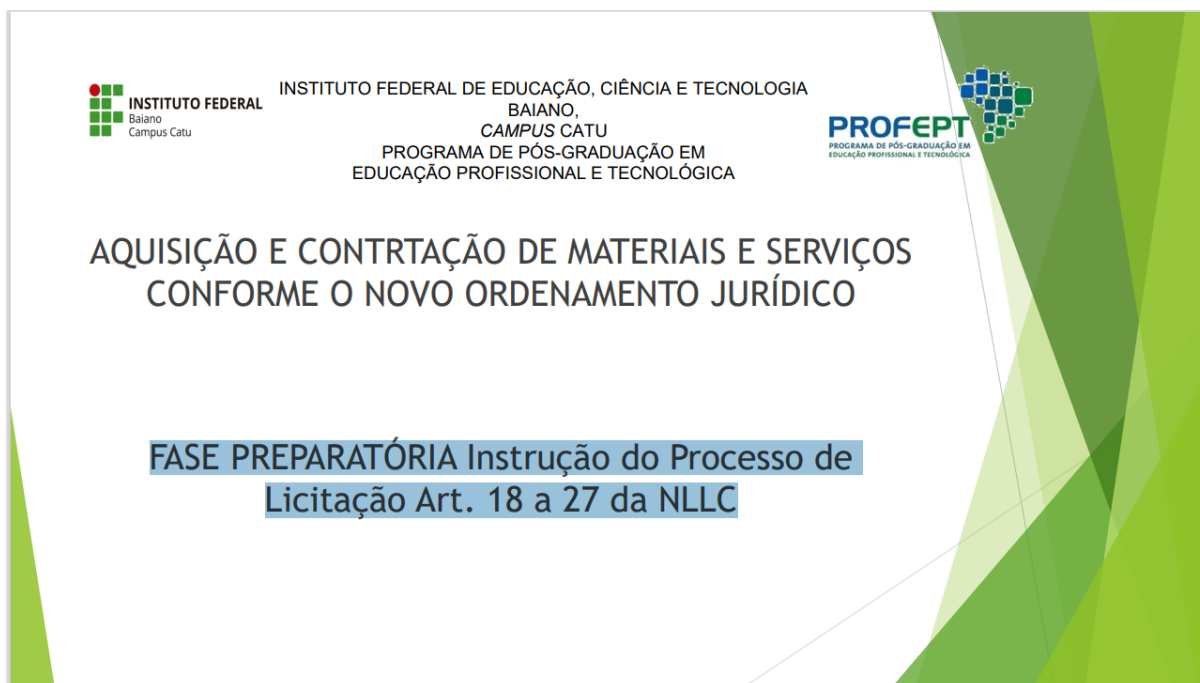 INSTITUTO FEDERAL
Baiano
Campus Catu
INSTITUTO FEDERAL DE EDUCAÇÃO, CIÊNCIA E TECNOLOGIA
BAIANO,
CAMPUS CATU
PROGRAMA DE PÓS-GRADUAÇÃO EM
EDUCAÇÃO PROFISSIONAL E TECNOLÓGICA
PROFEPT
PROGRAMA DE PÓS-GRADUAÇÃO EM
EDUCAÇÃO PROFISSIONAL E TECNOLÓGICA
AQUISIÇÃO E CONTRTAÇÃO DE MATERIAIS E SERVIÇOS
CONFORME O NOVO ORDENAMENTO JURÍDICO
FASE PREPARATÓRIA Instrução do Processo de
Licitação Art. 18 a 27 da NLLC